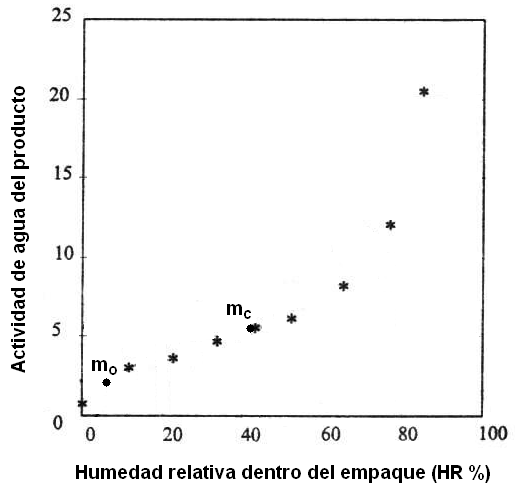 25
20
15
10
5
0
Actividad de agua del producto
mo
mc
0 20 40 60 80 100
Humedad relativa dentro del empaque (HR %)